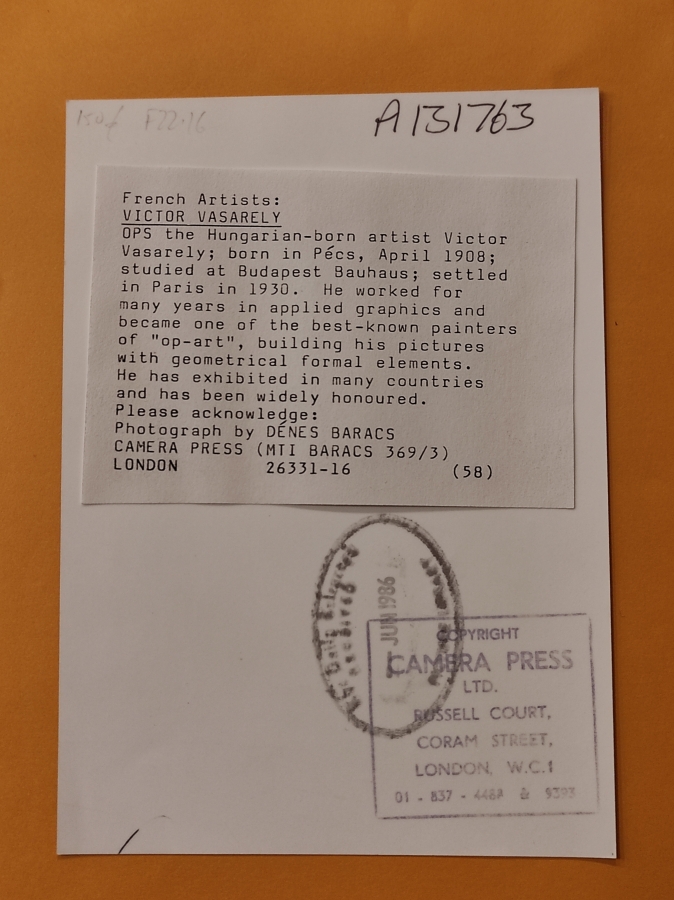 A131763
French Artists:
VICTOR VASARELY
OPS the Hungarian-born artist Victor
Vasarely; born in Pécs, April 1908;
studied at Budapest Bauhaus; settled
in Paris in 1930. He worked for
many years in applied graphics and
became one of the best-known painters
of "op-art", building his pictures
with geometrical formal elements.
He has exhibited in many countries
and has been widely honoured.
Please acknowledge:
Photograph by DÉNES BARACS
CAMERA PRESS (MTI BARACS 369/3)
LONDON 26331-16 (58)
JUN 1986
COPYRIGHT
CAMERA PRESS
LTD.
RUSSELL COURT,
CORAM STREET,
LONDON, W.C.1
01 - 837 - & 9393